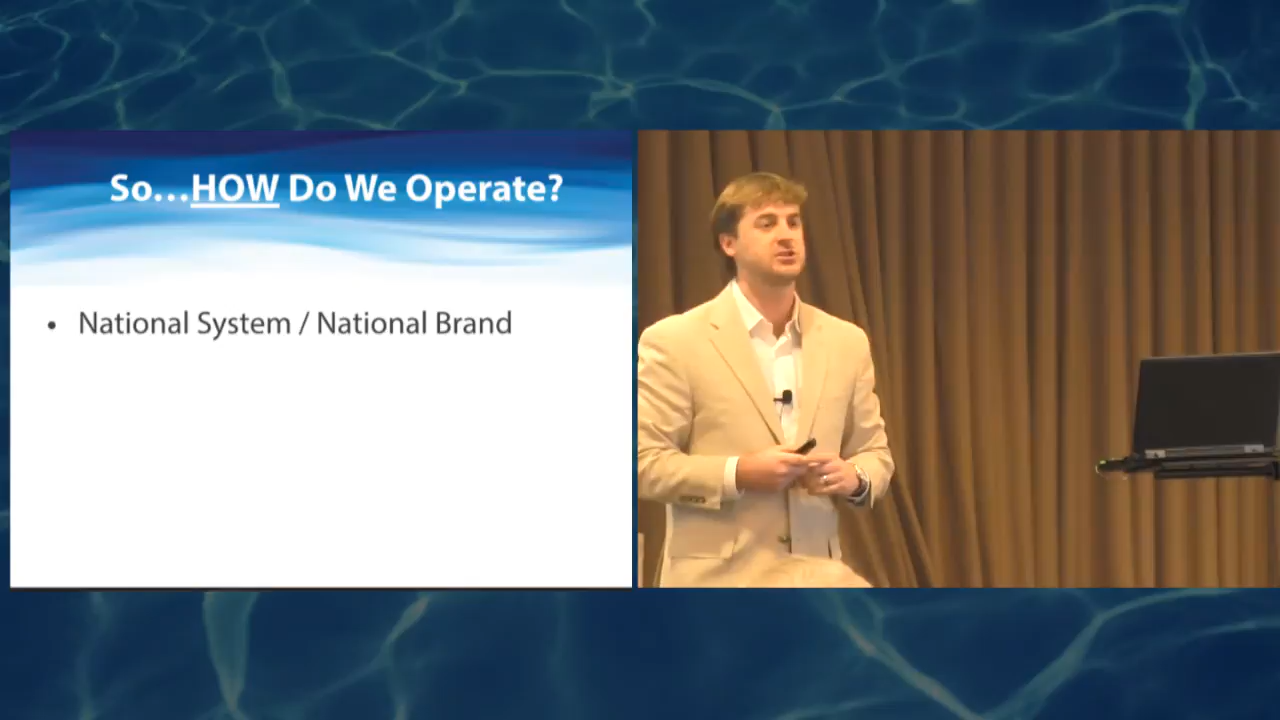 So...HOW Do We Operate?
• National System / National Brand